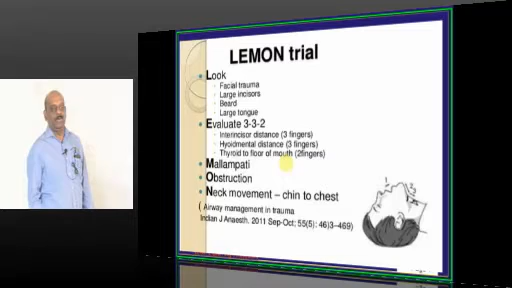 LEMON trial
Look
Facial trauma
Large incisors
Beard
Large tongue
Evaluate 3-3-2
Interincisor distance (3 fingers)
Hyoidmental distance (3 fingers)
Thyroid to floor of mouth (2fingers)
Mallampati
Obstruction
Neck movement – chin to chest
( Airway management in trauma
Indian J Anaesth. 2011 Sep-Oct; 55(5): 46)3–469)